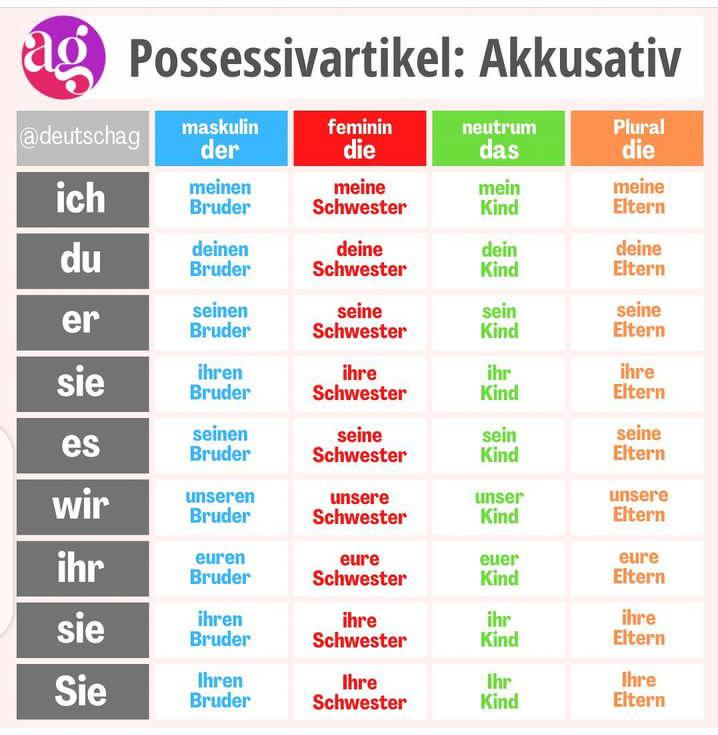 ag
Possessivartikel: Akkusativ
@deutschag
maskulin
der
feminin
die
neutrum
das
Plural
die
ich
meinen
Bruder
meine
Schwester
mein
Kind
meine
Eltern
du
deinen
Bruder
deine
Schwester
dein
Kind
deine
Eltern
er
seinen
Bruder
seine
Schwester
sein
Kind
seine
Eltern
sie
ihren
Bruder
ihre
Schwester
ihr
Kind
ihre
Eltern
es
seinen
Bruder
seine
Schwester
sein
Kind
seine
Eltern
wir
unseren
Bruder
unsere
Schwester
unser
Kind
unsere
Eltern
ihr
euren
Bruder
eure
Schwester
euer
Kind
eure
Eltern
sie
ihren
Bruder
ihre
Schwester
ihr
Kind
ihre
Eltern
Sie
Ihren
Bruder
Ihre
Schwester
Ihr
Kind
Ihre
Eltern